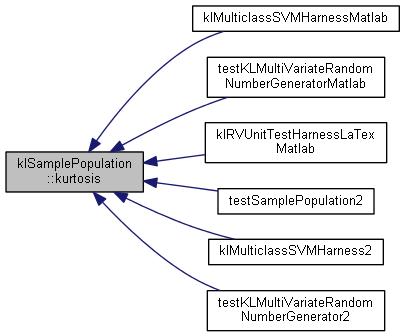 klMulticlassSVMHarnessMatlab
testKLMultiVariateRandom
NumberGeneratorMatlab
klRVUnitTestHarnessLaTex
Matlab
klSamplePopulation
::kurtosis
testSamplePopulation2
klMulticlassSVMHarness2
testKLMultiVariateRandom
NumberGenerator2